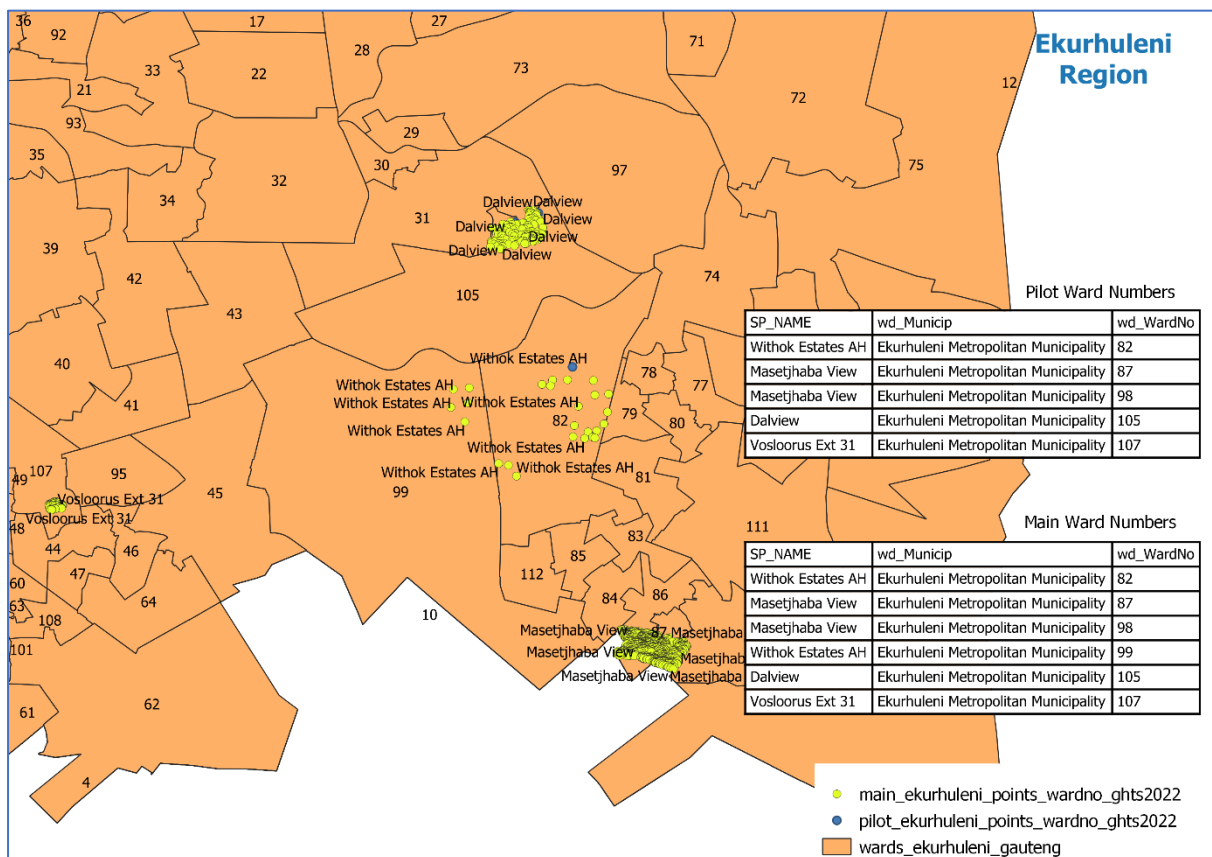 36
92
17
27
28
71
Ekurhuleni
Region
33
22
73
72
12
21
93
29
35
30
97
75
32
34
Dalview Dalview
31
Dalview
Dalview
Dalview
Dalview Dalview
39
42
74
105
43
Pilot Ward Numbers
SP_NAME wd_Municip wd_WardNo
Withok Estates AH Ekurhuleni Metropolitan Municipality 82
Masetjhaba View Ekurhuleni Metropolitan Municipality 87
Masetjhaba View Ekurhuleni Metropolitan Municipality 98
Dalview Ekurhuleni Metropolitan Municipality 105
Vosloorus Ext 31 Ekurhuleni Metropolitan Municipality 107
40
41
Withok Estates AH
78
77
Withok Estates AH
Withok Estates AH Withok Estates AH
79
80
82
Withok Estates AH
Withok Estates AH
Withok Estates AH Withok Estates AH
81
107
95
49
45
99
Vosloorus Ext 31
Vosloorus Ext 31
48
44
46
47
60
63
64
108
101
111
83
85
112
86
84
10
87
Masetjhaba View Masetjhaba
Masetjhaba View Masetjhab
Masetjhaba View Masetjhaba
Main Ward Numbers
SP_NAME wd_Municip wd_WardNo
Withok Estates AH Ekurhuleni Metropolitan Municipality 82
Masetjhaba View Ekurhuleni Metropolitan Municipality 87
Masetjhaba View Ekurhuleni Metropolitan Municipality 98
Withok Estates AH Ekurhuleni Metropolitan Municipality 99
Dalview Ekurhuleni Metropolitan Municipality 105
Vosloorus Ext 31 Ekurhuleni Metropolitan Municipality 107
61
62
4
main_ekurhuleni_points_wardno_ghts2022
pilot_ekurhuleni_points_wardno_ghts2022
wards_ekurhuleni_gauteng